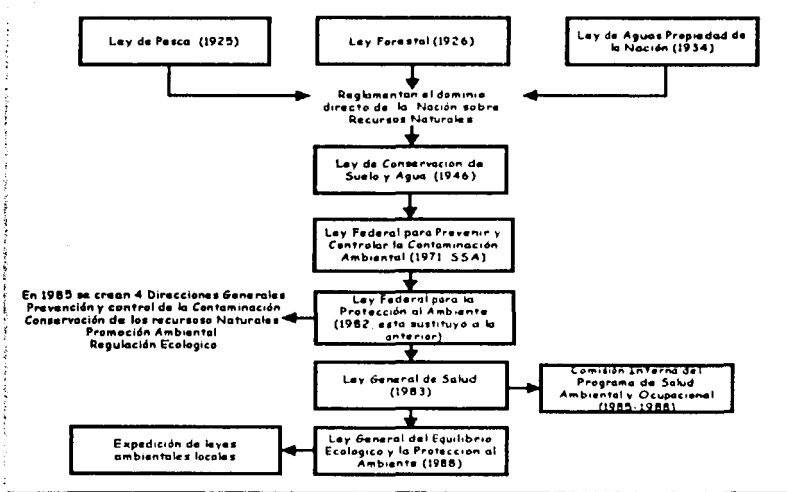 Ley de Pesca (1925)
Ley Forestal (1926)
Ley de Aguas Propiedad de
la Nación (1934)
Reglamentan el dominio
directo de la Nación sobre
Recursos Naturales
Ley de Conservación de
Suelo y Agua (1946)
Ley Federal para Prevenir y
Controlar la Contaminación
Ambiental (1971 SSA)
En 1985 se crean 4 Direcciones Generales
Prevención y control de la Contaminación
Conservación de los recursoso Naturales
Promoción Ambiental
Regulación Ecologico
Ley Federal para la
Protección al Ambiente
(1982, esta sustituyó a la
anterior)
Ley General de Salud
(1983)
Comisión Interna del
Programa de Salud
Ambiental y Ocupacional
(1985-1988)
Expedición de leyes
ambientales locales
Ley General del Equilibrio
Ecologico y la Protección al
Ambiente (1988)